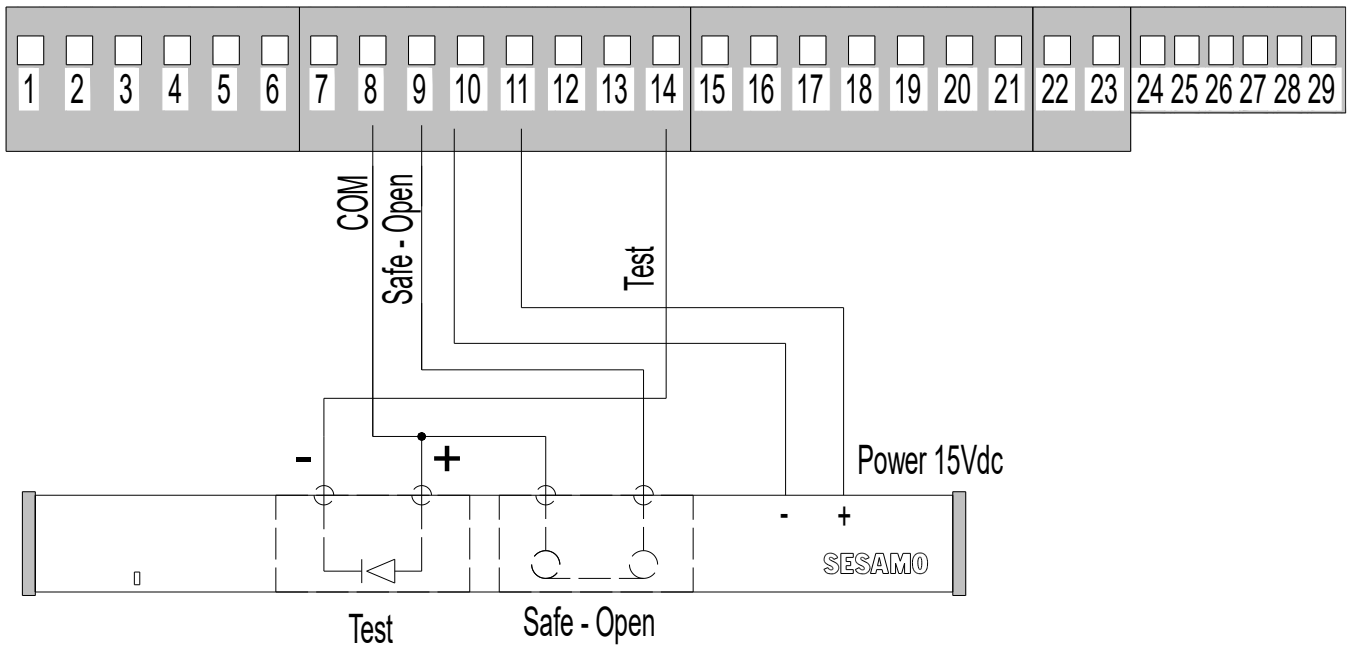 1 2 3 4 5 6 7 8 9 10 11 12 13 14 15 16 17 18 19 20 21 22 23 24 25 26 27 28 29
COM
Safe - Open
Test
- +
Power 15Vdc
- +
SESAMO
Test
Safe - Open